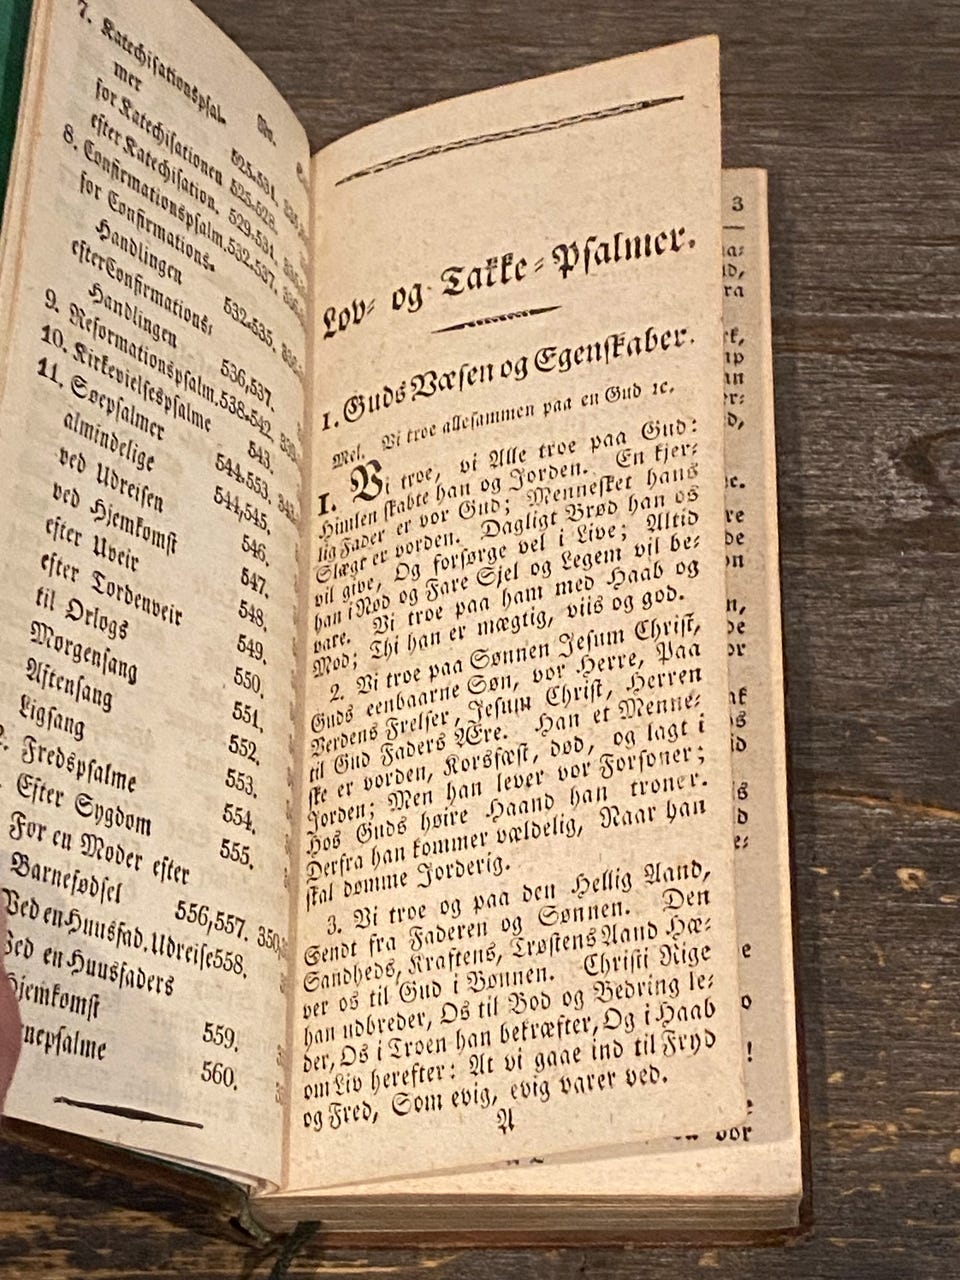 7. Katechisationspsal-
mer
No.
for Katechisationen 525-531.
efter Katechisation. 525-528.
529-531.
8. Confirmationspsalm. 532-537.
for Confirmations-
Handlingen 532-535.
efter Confirmations-
Handlingen 536,537.
9. Reformationspsalm. 538-542.
10. Kirkevielsespsalme 543.
11. Søepsalmer 544-553.
almindelige 544,545.
ved Udreisen 546.
ved Hjemkomst 547.
efter Uveir 548.
efter Tordenveir 549.
til Orlogs 550.
Morgensang 551.
Aftensang 552.
Ligsang 553.
Fredspsalme 554.
Efter Sygdom 555.
For en Moder efter
Barnefødsel 556,557.
Ved en Huusfad. Udreise 558.
Ved en Huusfaders
Hjemkomst 559.
560.
Lov- og Takke-Psalmer.
1. Guds Væsen og Egenskaber.
Mel. Vi troe allesammen paa en Gud ꝛc.
1. Vi troe, vi Alle troe paa Gud:
Himlen skabte han og Jorden. En kjer-
lig Fader er vor Gud; Mennesket hans
Slægt er vorden. Dagligt Brød han os
vil give, Og forsørge vel i Live; Altid
han i Nød og Fare Sjel og Legem vil be-
vare. Vi troe paa ham med Haab og
Mod; Thi han er mægtig, viis og god.
2. Vi troe paa Sønnen Jesum Christ,
Guds eenbaarne Søn, vor Herre, Paa
Verdens Frelser, Jesum Christ, Herren
til Gud Faders Ære. Han et Menne-
ske er vorden, Korsfæst, død, og lagt i
Jorden; Men han lever vor Forsoner;
Hos Guds høire Haand han troner.
Derfra han kommer vældelig, Naar han
skal dømme Jorderig.
3. Vi troe og paa den Hellig Aand,
Sendt fra Faderen og Sønnen. Den
Sandheds, Kraftens, Trøstens Aand Hæ-
ver os til Gud i Bønnen. Christi Rige
han udbreder, Os til Bod og Bedring le-
der, Os i Troen han bekræfter, Og i Haab
om Liv herefter: At vi gaae ind til Fryd
og Fred, Som evig, evig varer ved.
A
3
vor